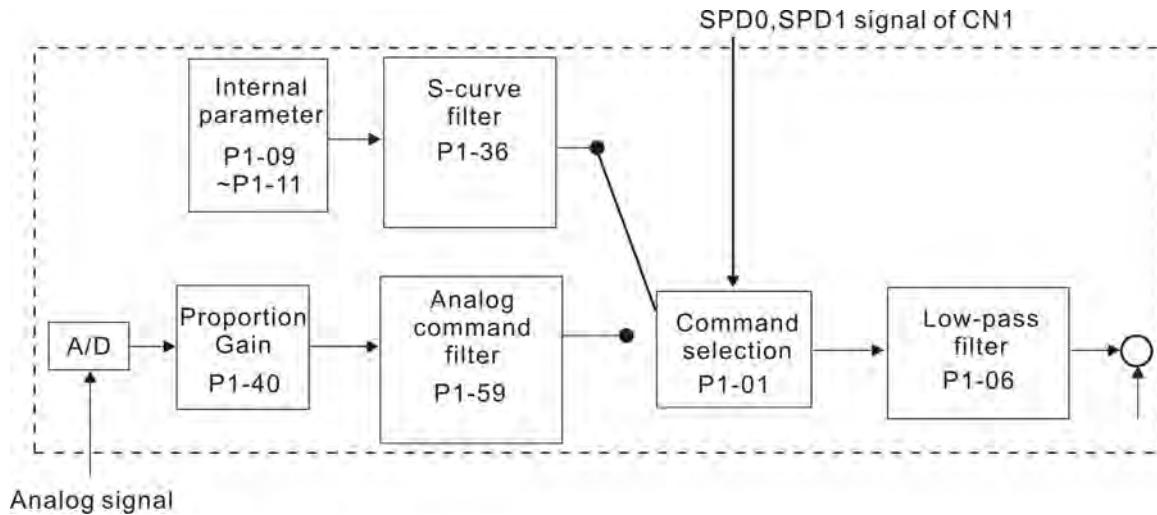 SPD0,SPD1 signal of CN1
Internal
parameter
P1-09
~P1-11
S-curve
filter
P1-36
A/D
Proportion
Gain
P1-40
Analog
command
filter
P1-59
Command
selection
P1-01
Low-pass
filter
P1-06
Analog signal